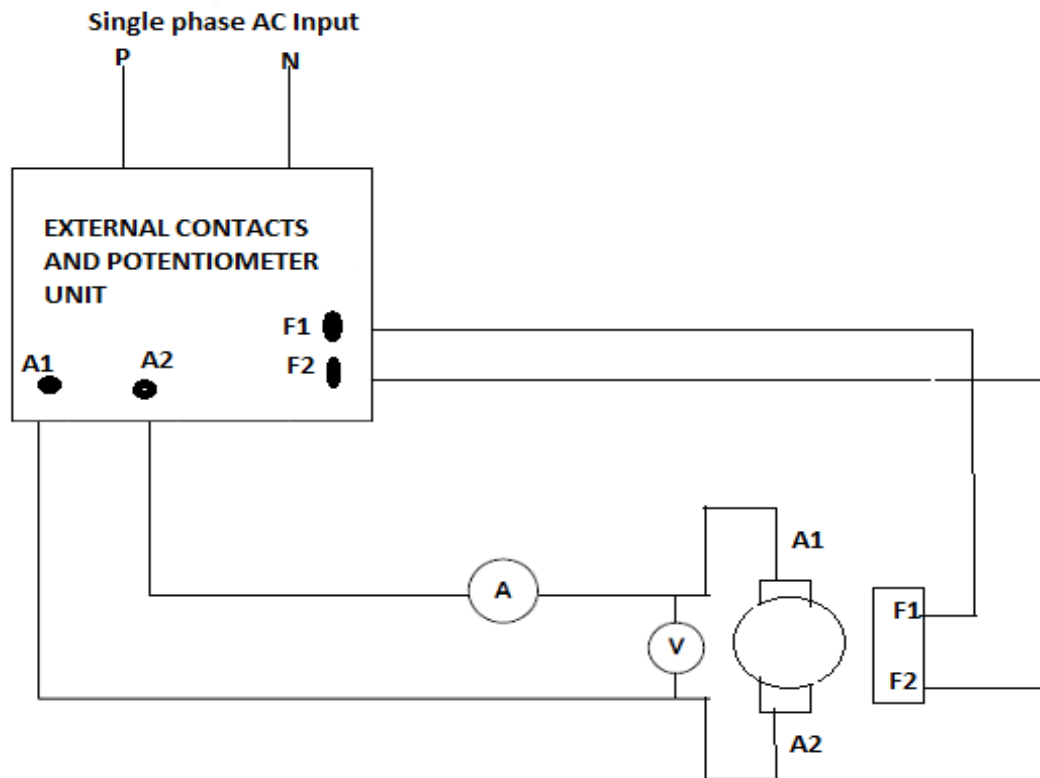 Single phase AC Input
P N
EXTERNAL CONTACTS
AND POTENTIOMETER
UNIT
F1
A1 A2 F2
A
A1
F1
V
F2
A2